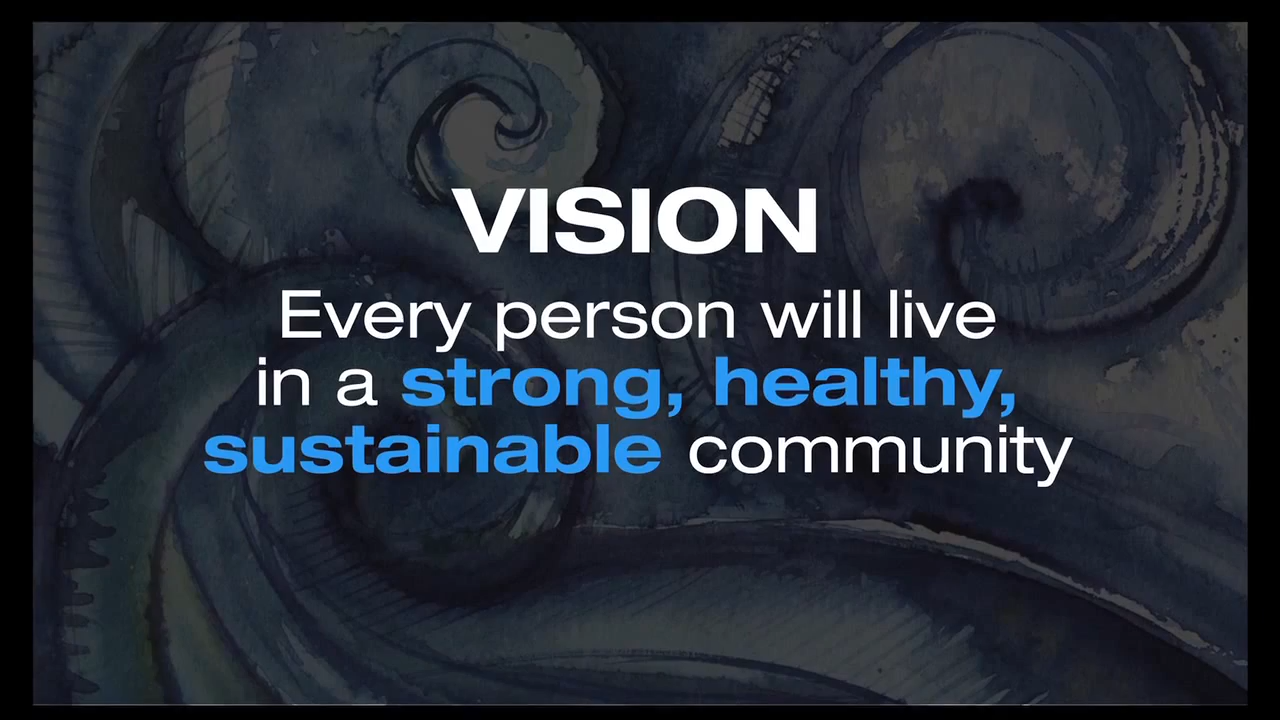 VISION
Every person will live
in a strong, healthy,
sustainable community